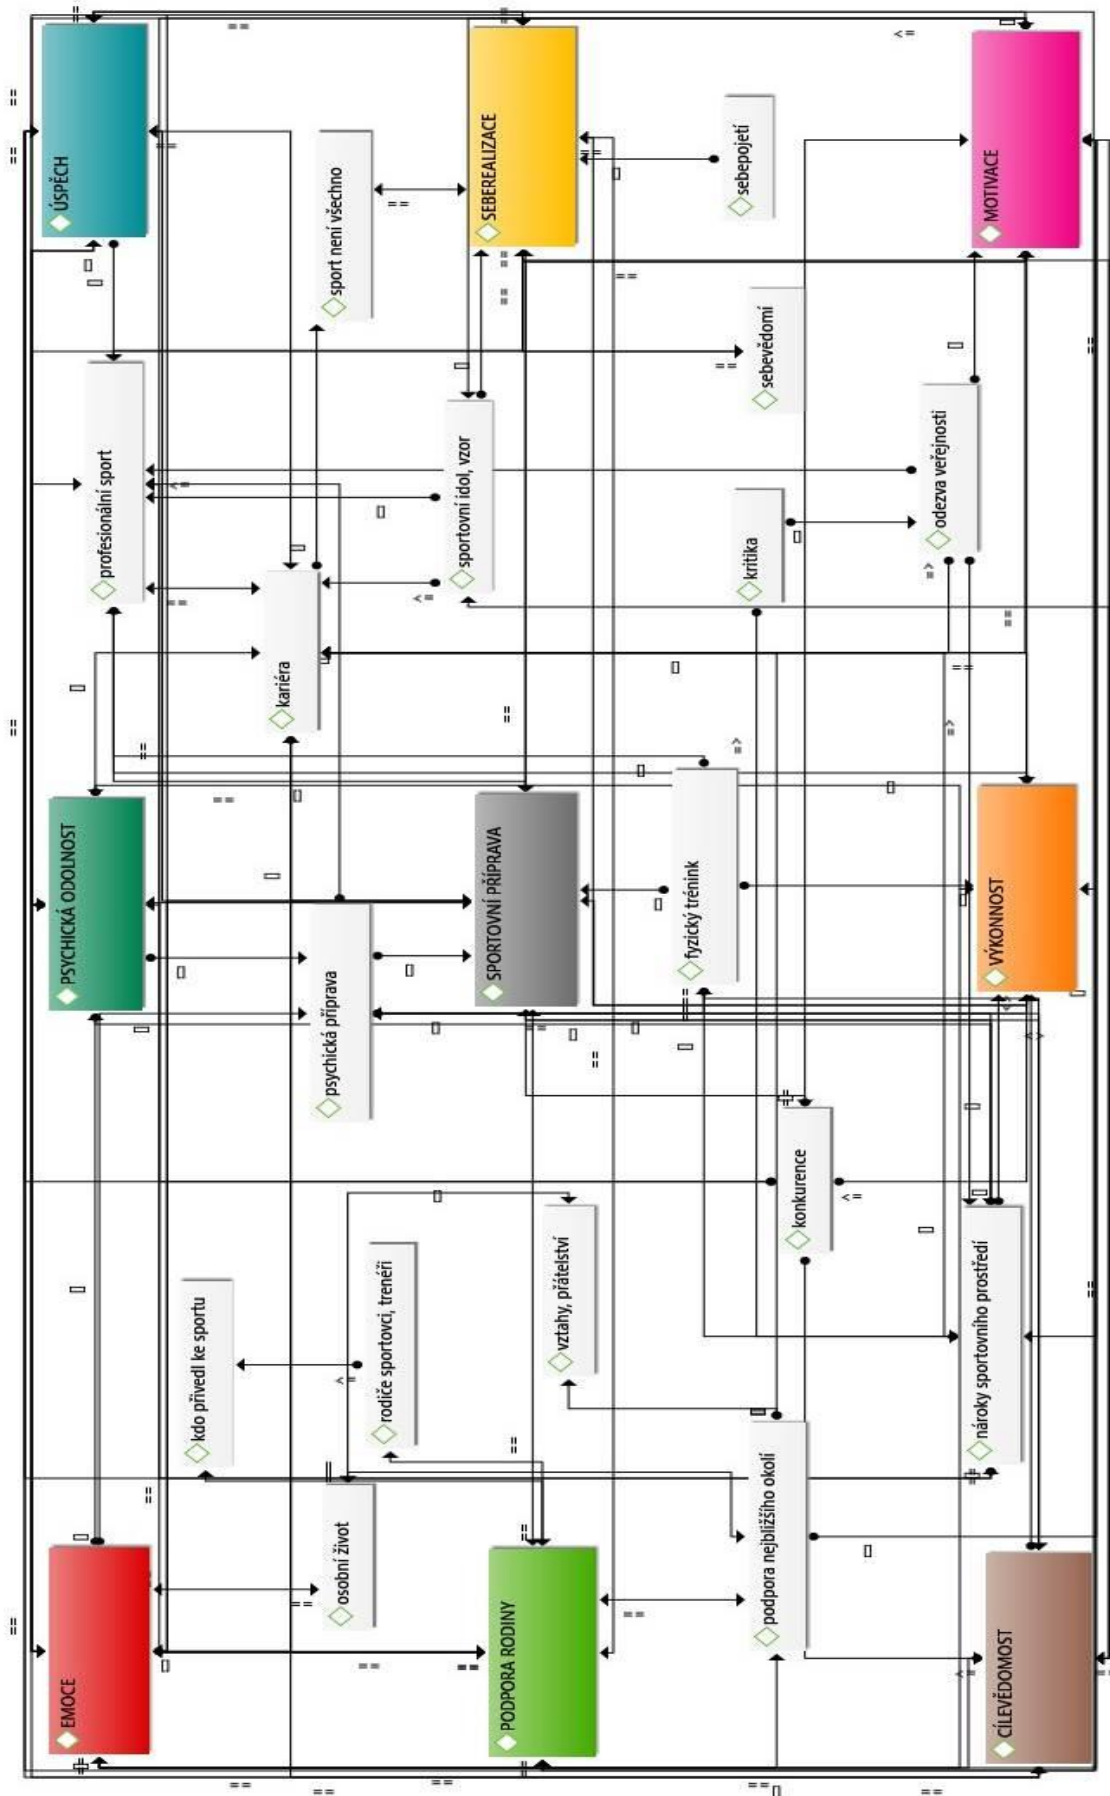 EMOCE
PSYCHICKÁ ODOLNOST
ÚSPĚCH
profesionální sport
kdo přivedl ke sportu
kariéra
osobní život
psychická příprava
sport není všechno
rodiče sportovci, trenéři
PODPORA RODINY
SPORTOVNÍ PŘÍPRAVA
sportovní idol, vzor
SEBEREALIZACE
vztahy, přátelství
fyzický trénink
podpora nejbližšího okolí
konkurence
kritika
sebevědomí
sebepojetí
CÍLEVĚDOMOST
nároky sportovního prostředí
VÝKONNOST
odezva veřejnosti
MOTIVACE